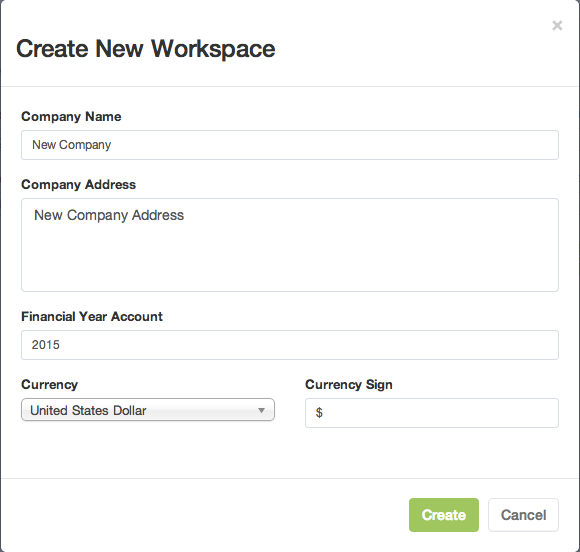 ×
Create New Workspace
Company Name
New Company
Company Address
New Company Address
Financial Year Account
2015
Currency
Currency Sign
United States Dollar
$
Create
Cancel